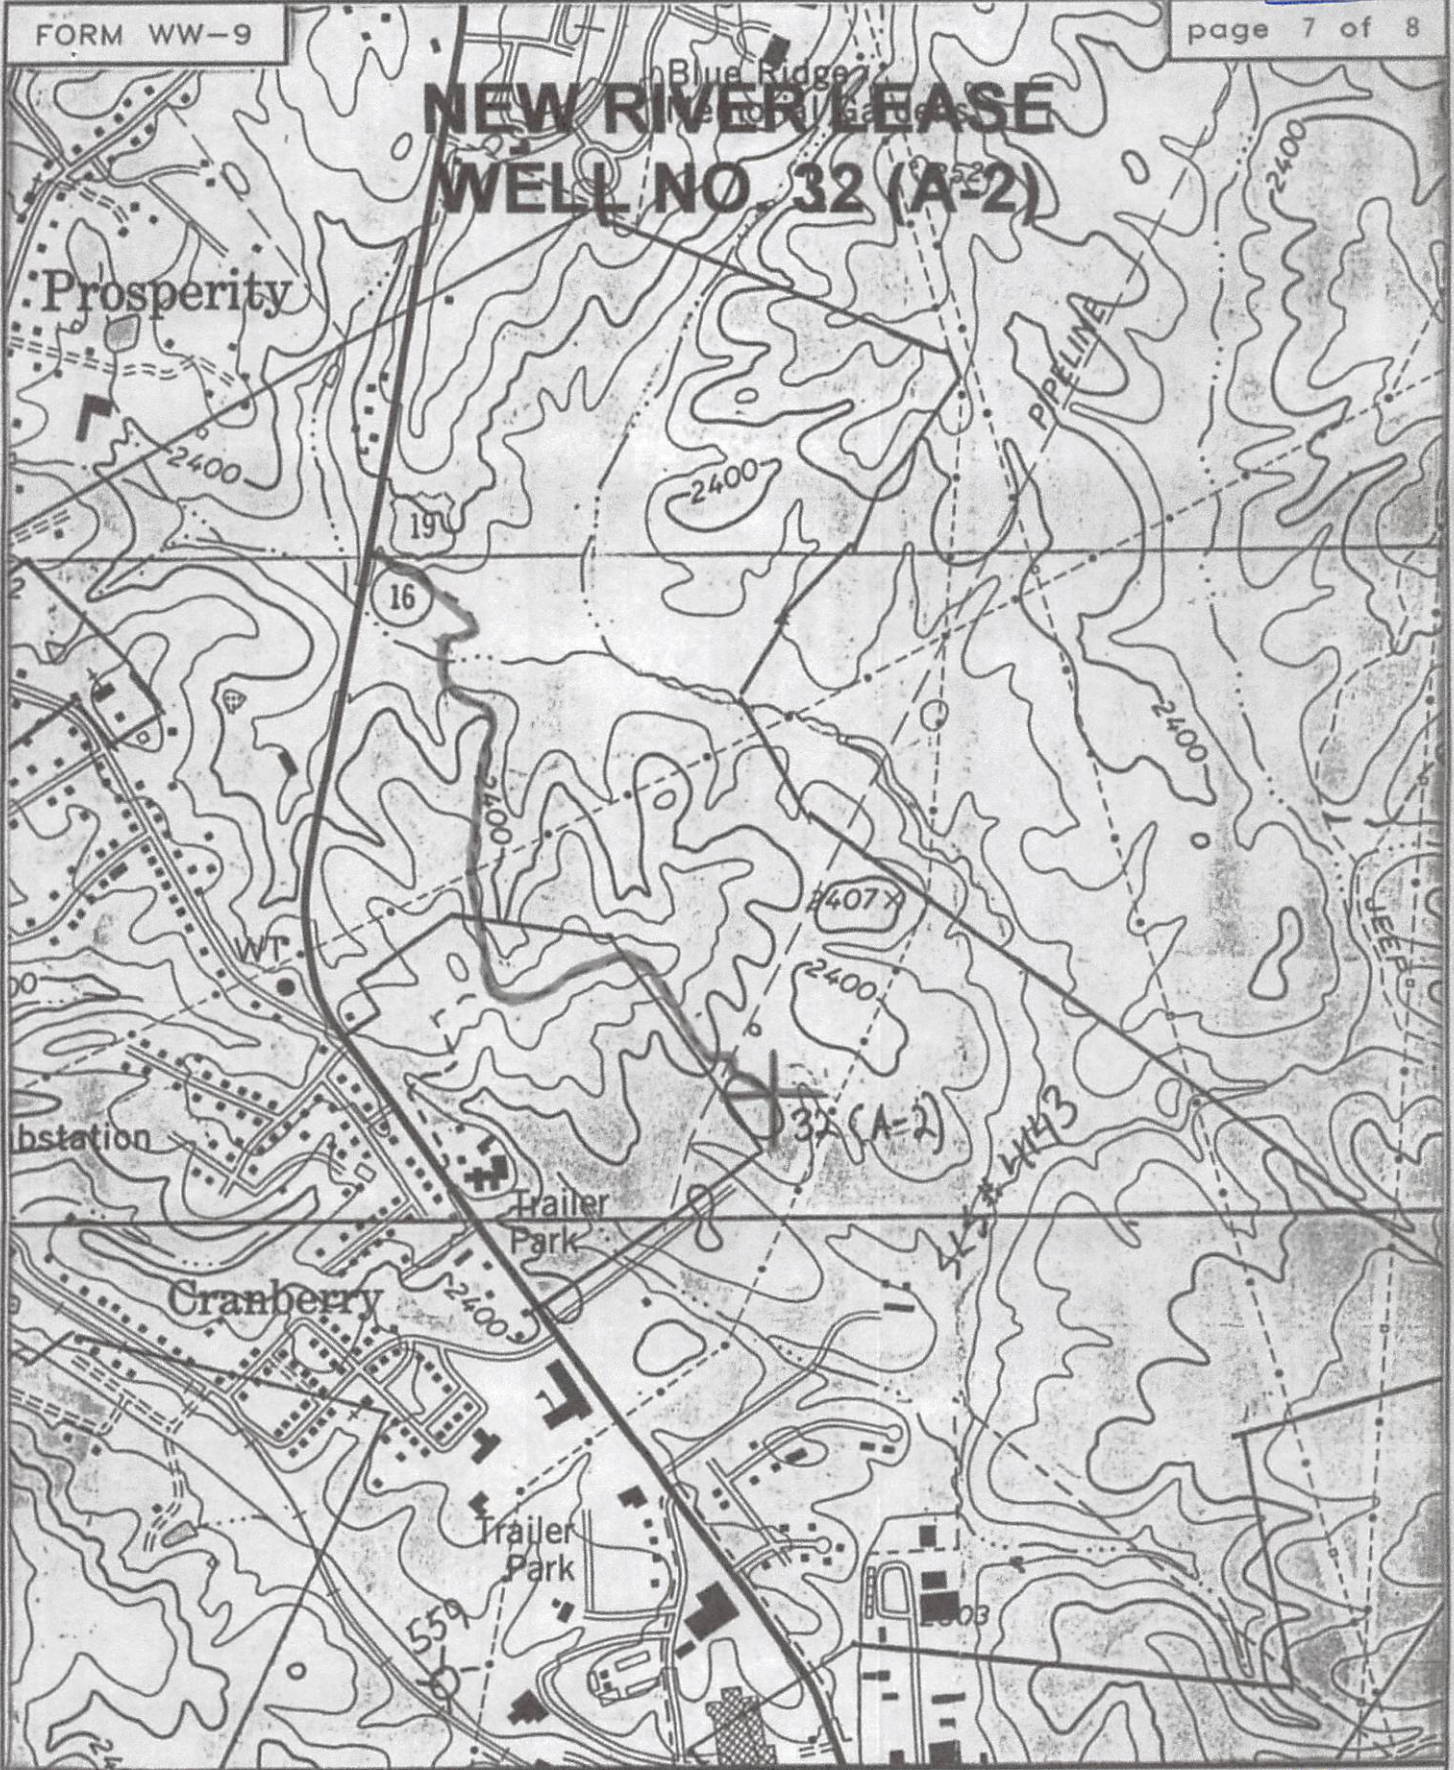 FORM WW-9
page 7 of 8
Blue Ridge
Memorial Gardens
NEW RIVER LEASE
WELL NO. 32 (A-2)
2400
Prosperity
PIPELINE
2400
2400
19
16
2400
2400
2407
WT
JEEP
2400
32 (A-2)
bstation
Trailer
Park
Cranberry
2400
Trailer
Park
559